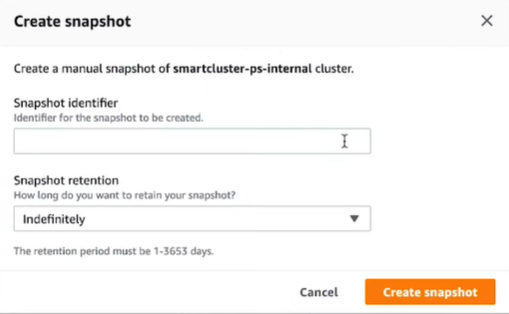 Create snapshot
Create a manual snapshot of smartcluster-ps-internal cluster.
Snapshot identifier
Identifier for the snapshot to be created.
Snapshot retention
How long do you want to retain your snapshot?
Indefinitely
The retention period must be 1-3653 days.
Cancel
Create snapshot